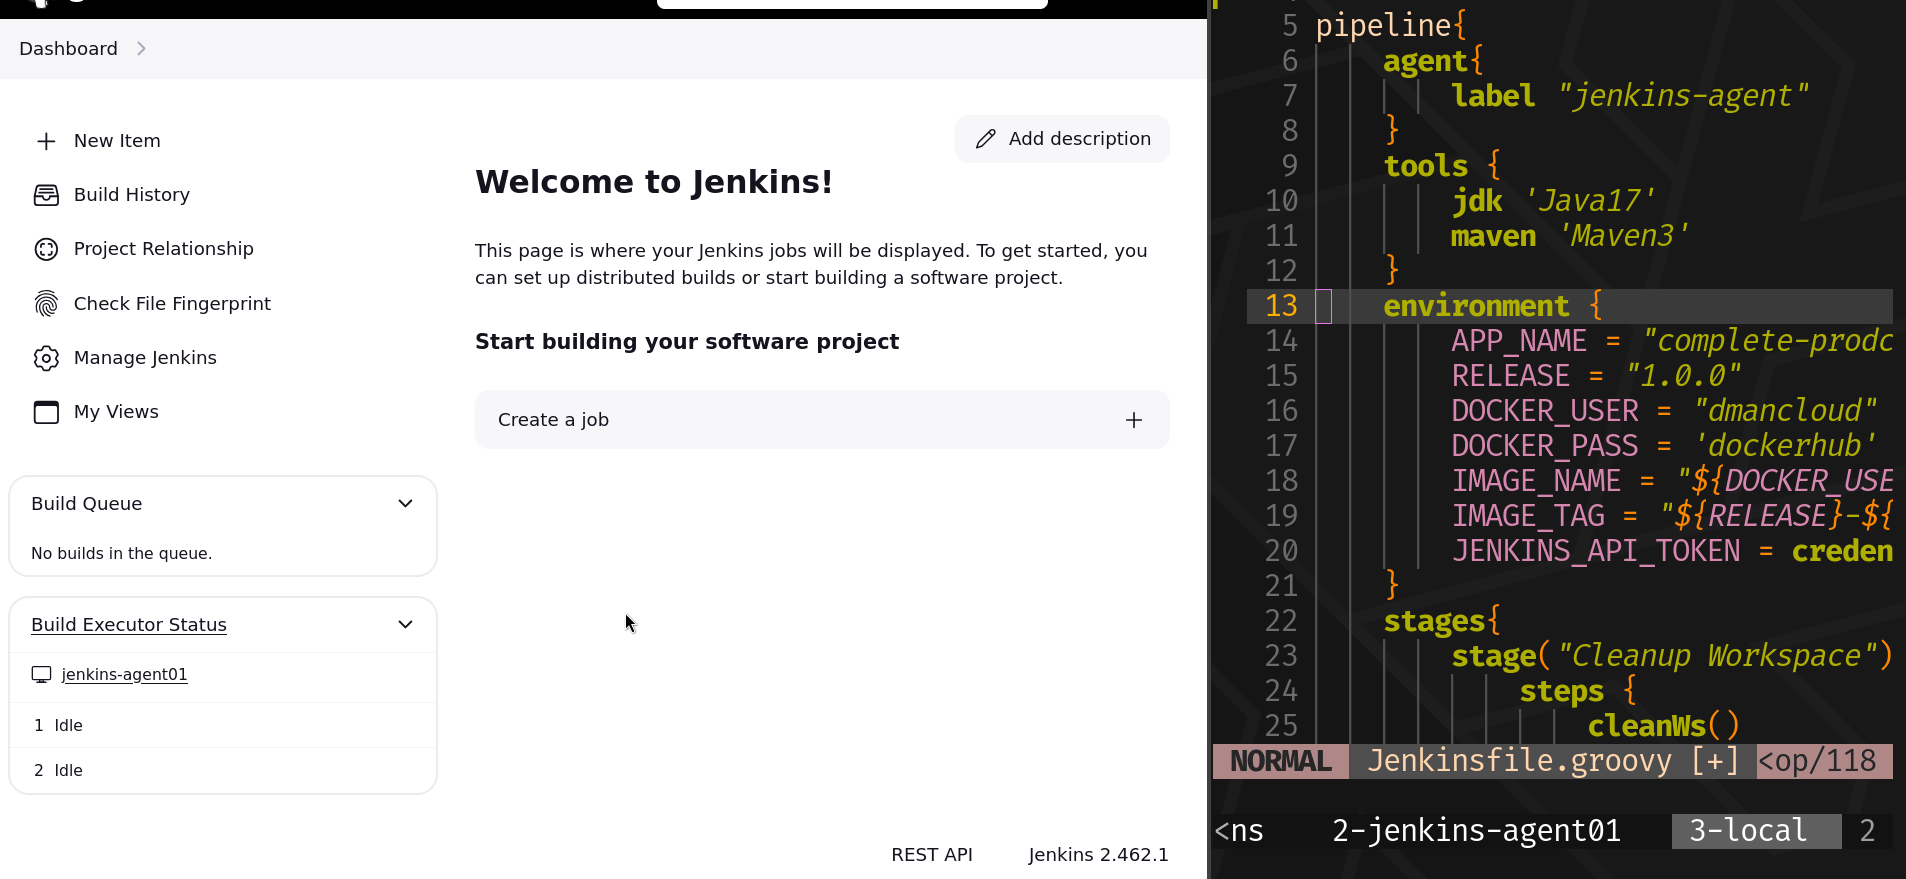 Dashboard
New Item
Build History
Project Relationship
Check File Fingerprint
Manage Jenkins
My Views
Build Queue
No builds in the queue.
Build Executor Status
jenkins-agent01
1 Idle
2 Idle
Add description
Welcome to Jenkins!
This page is where your Jenkins jobs will be displayed. To get started, you
can set up distributed builds or start building a software project.
Start building your software project
Create a job
REST API Jenkins 2.462.1
5 pipeline{
6 agent{
7 label "jenkins-agent"
8 }
9 tools {
10 jdk 'Java17'
11 maven 'Maven3'
12 }
13 environment {
14 APP_NAME = "complete-prodc
15 RELEASE = "1.0.0"
16 DOCKER_USER = "dmancloud"
17 DOCKER_PASS = 'dockerhub'
18 IMAGE_NAME = "${DOCKER_USE
19 IMAGE_TAG = "${RELEASE}-${
20 JENKINS_API_TOKEN = creden
21 }
22 stages{
23 stage("Cleanup Workspace")
24 steps {
25 cleanWs()
NORMAL Jenkinsfile.groovy [+] <op/118
<ns 2-jenkins-agent01 3-local 2